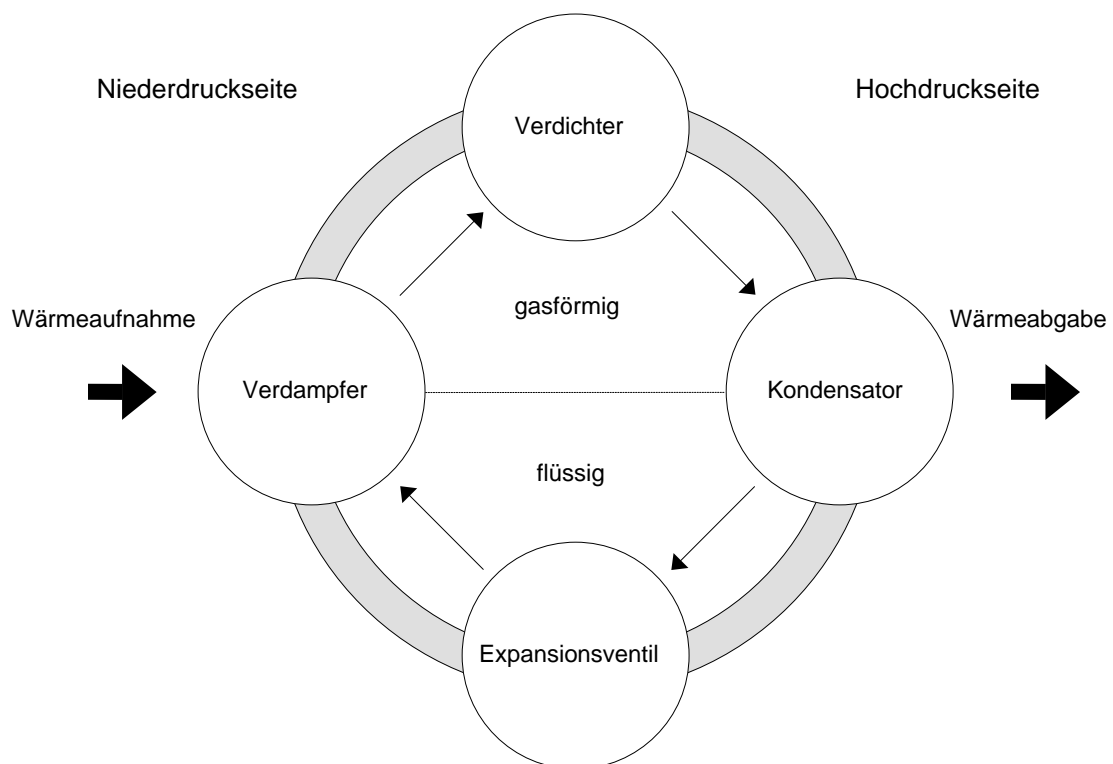 Niederdruckseite
Hochdruckseite
Verdichter
gasförmig
Wärmeaufnahme
Wärmeabgabe
Verdampfer
Kondensator
flüssig
Expansionsventil